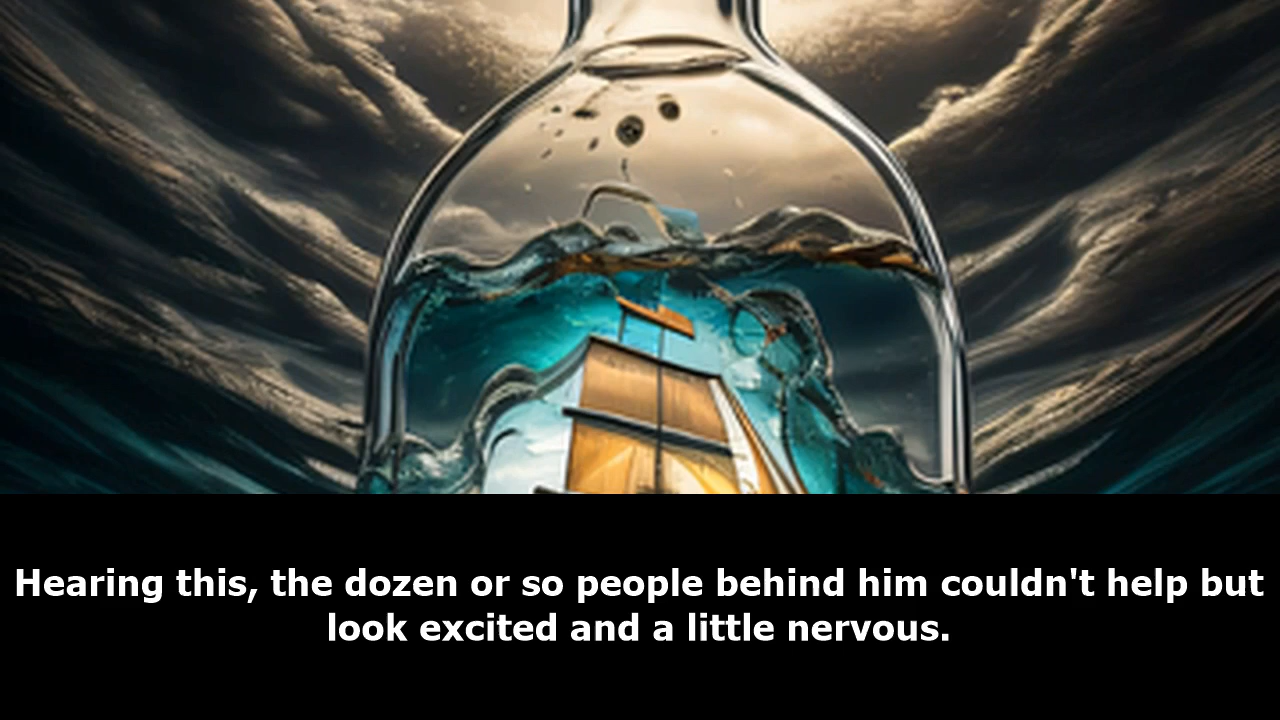 Hearing this, the dozen or so people behind him couldn't help but
look excited and a little nervous.